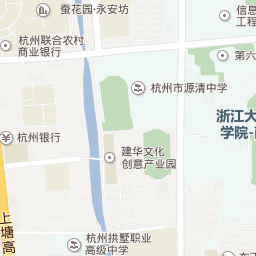 蚕花园·永安坊
信息
工程
杭州联合农村
商业银行
第六
杭州市源清中学
浙江大
学院-
杭州银行
建华文化
创意产业园
上塘高
杭州拱墅职业
高级中学
在